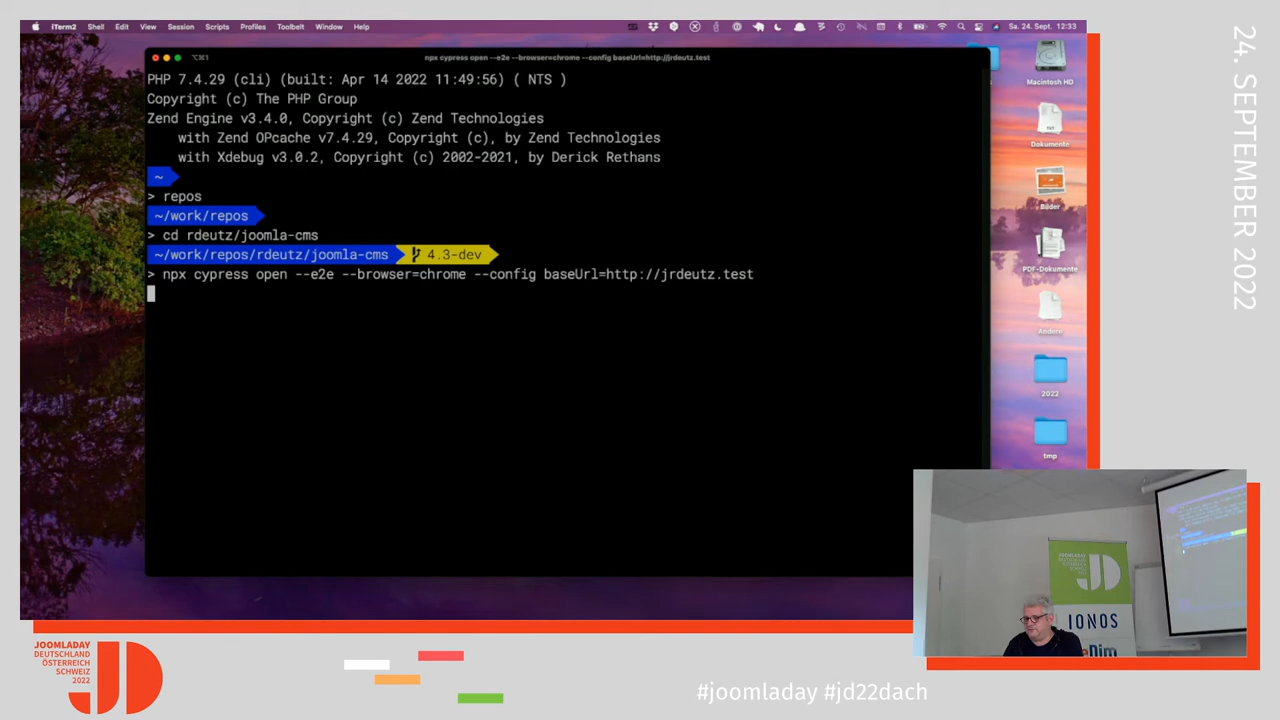 iTerm2 Shell Edit View Session Scripts Profiles Toolbelt Window Help
Sa. 24. Sept. 12:33
⌥⌘1
npx cypress open --e2e --browser=chrome --config baseUrl=http://jrdeutz.test
PHP 7.4.29 (cli) (built: Apr 14 2022 11:49:56) ( NTS )
Copyright (c) The PHP Group
Zend Engine v3.4.0, Copyright (c) Zend Technologies
with Zend OPcache v7.4.29, Copyright (c), by Zend Technologies
with Xdebug v3.0.2, Copyright (c) 2002-2021, by Derick Rethans
~
> repos
~/work/repos
> cd rdeutz/joomla-cms
~/work/repos/rdeutz/joomla-cms 4.3-dev
> npx cypress open --e2e --browser=chrome --config baseUrl=http://jrdeutz.test
Macintosh HD
TXT
Dokumente
Bilder
PDF-Dokumente
Andere
2022
tmp
24. SEPTEMBER 2022
JD
IONOS
JOOMLADAY
DEUTSCHLAND
ÖSTERREICH
SCHWEIZ
2022
JD
#joomladay #jd22dach